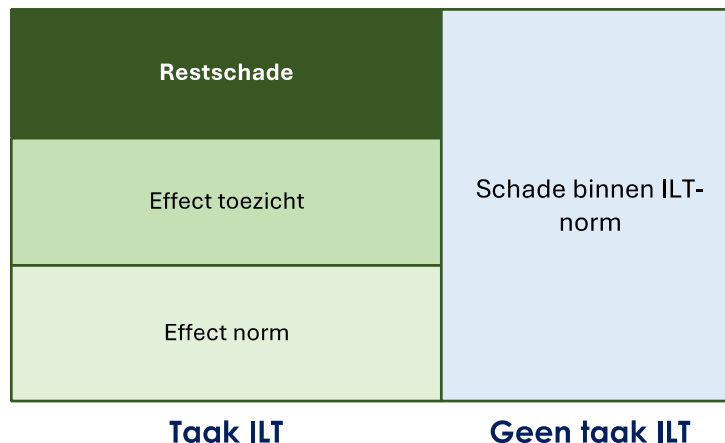 Restschade
Effect toezicht
Schade binnen ILT-
norm
Effect norm
Taak ILT
Geen taak ILT